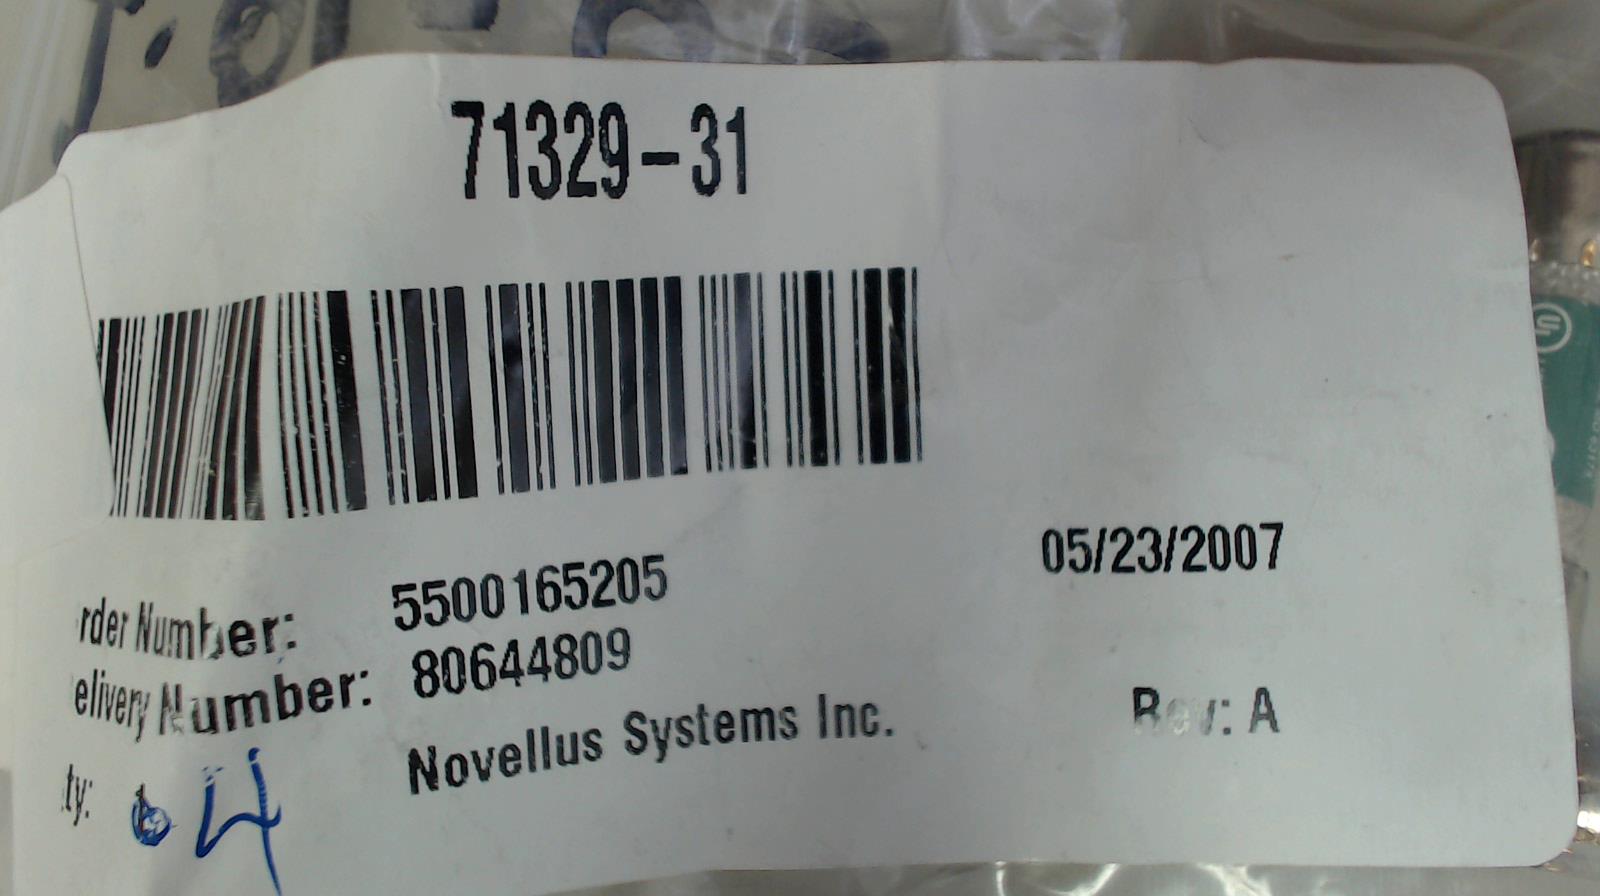 71329-31
05/23/2007
rder Number: 5500165205
elivery Number: 80644809
Novellus Systems Inc.
Rev: A
ty: 4